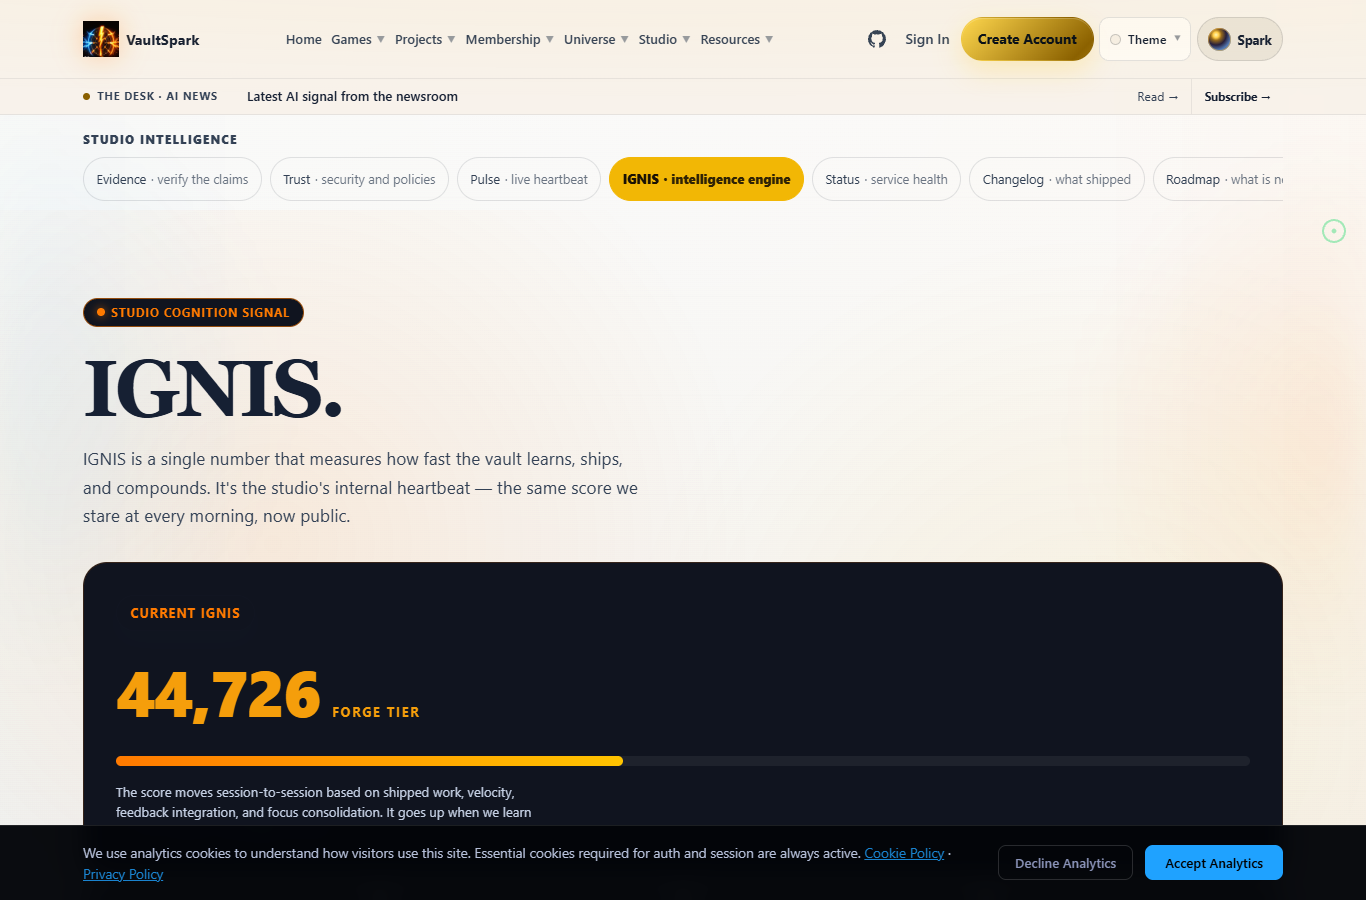 VaultSpark
Home Games ▼ Projects ▼ Membership ▼ Universe ▼ Studio ▼ Resources ▼
Sign In
Create Account
Theme ▼
Spark
THE DESK · AI NEWS
Latest AI signal from the newsroom
Read →
Subscribe →
STUDIO INTELLIGENCE
Evidence · verify the claims
Trust · security and policies
Pulse · live heartbeat
IGNIS · intelligence engine
Status · service health
Changelog · what shipped
Roadmap · what is
STUDIO COGNITION SIGNAL
IGNIS.
IGNIS is a single number that measures how fast the vault learns, ships,
and compounds. It's the studio's internal heartbeat — the same score we
stare at every morning, now public.
CURRENT IGNIS
44,726 FORGE TIER
The score moves session-to-session based on shipped work, velocity,
feedback integration, and focus consolidation. It goes up when we learn
We use analytics cookies to understand how visitors use this site. Essential cookies required for auth and session are always active. Cookie Policy ·
Privacy Policy
Decline Analytics
Accept Analytics